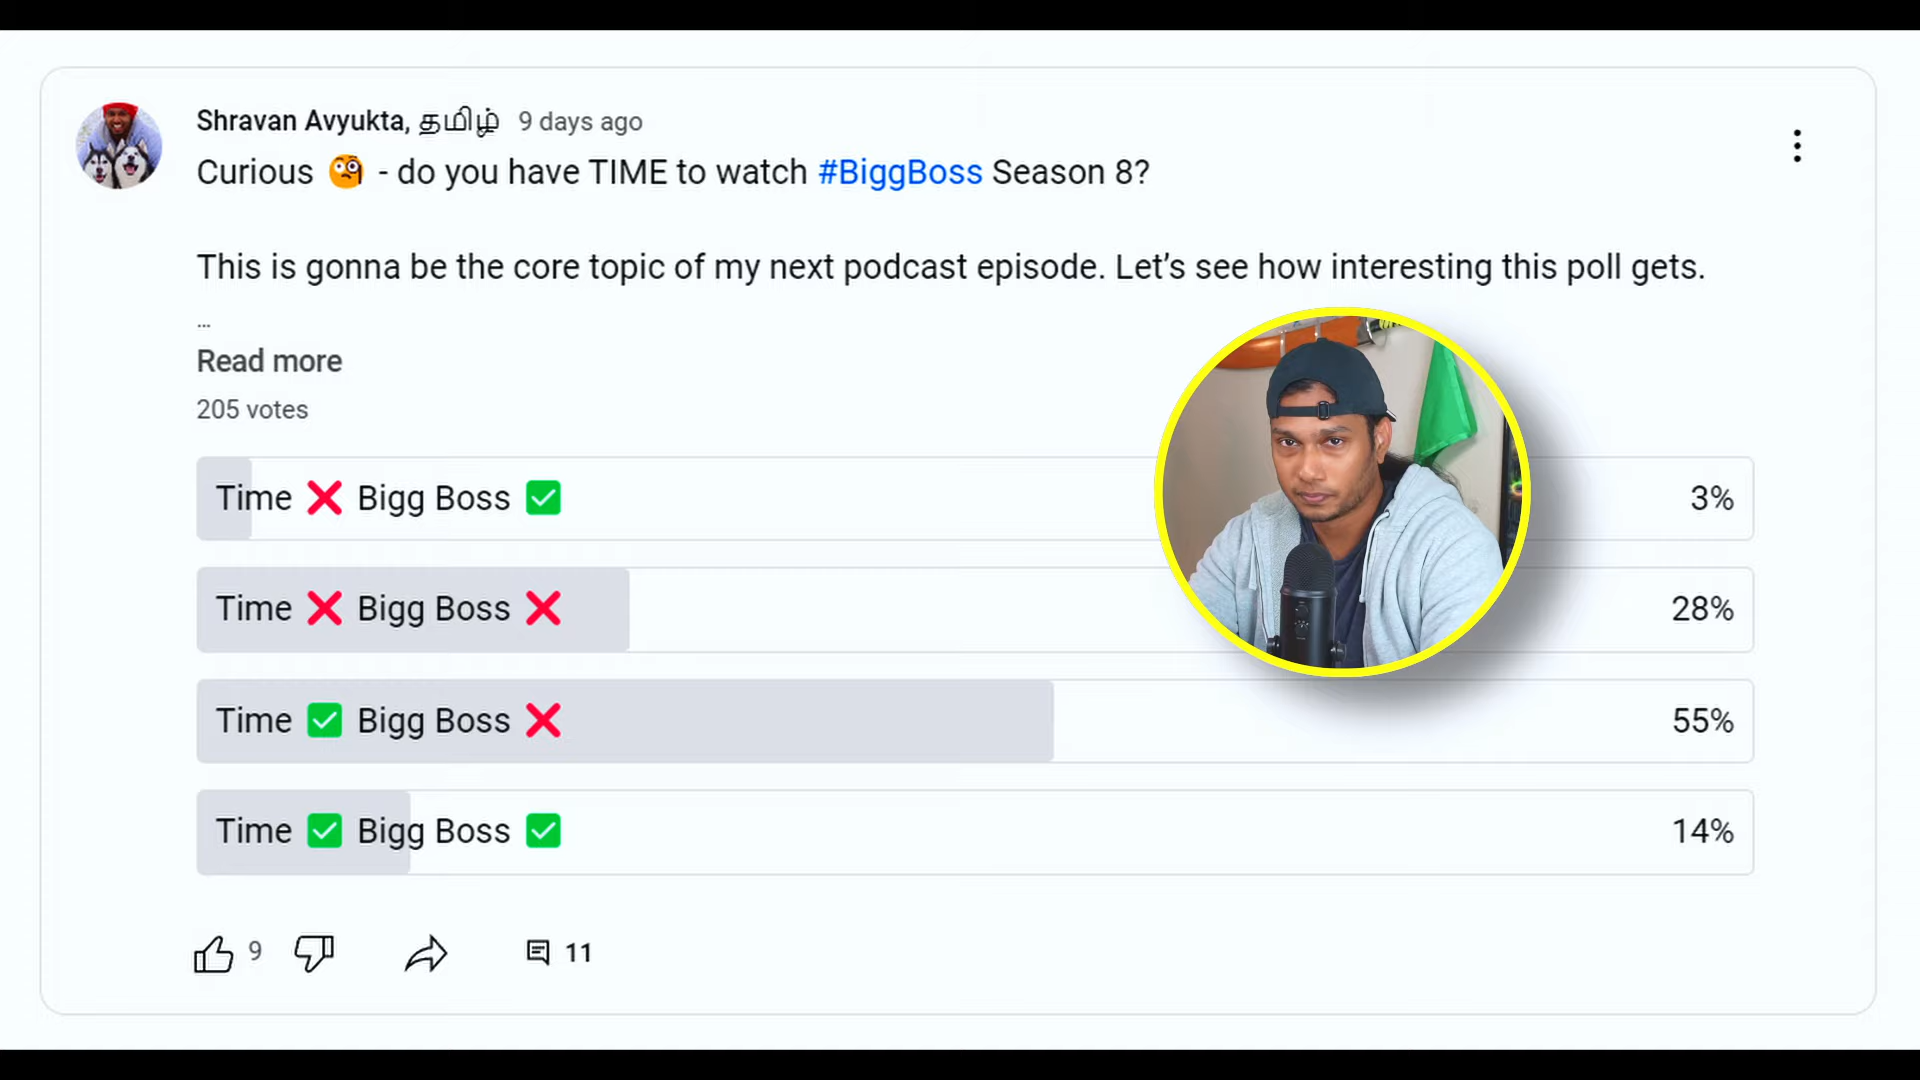 Shravan Avyukta, தமிழ் 9 days ago
Curious 🧐 - do you have TIME to watch #BiggBoss Season 8?
This is gonna be the core topic of my next podcast episode. Let’s see how interesting this poll gets.
...
Read more
205 votes
Time ❌ Bigg Boss ✅ 3%
Time ❌ Bigg Boss ❌ 28%
Time ✅ Bigg Boss ❌ 55%
Time ✅ Bigg Boss ✅ 14%
9 11